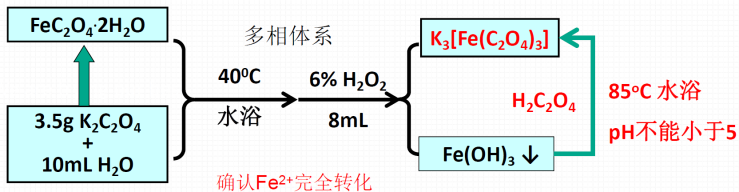 FeC₂O₄·2H₂O
3.5g K₂C₂O₄
+
10mL H₂O
多相体系
40⁰C
水浴
6% H₂O₂
8mL
确认Fe²⁺完全转化
K₃[Fe(C₂O₄)₃]
Fe(OH)₃ ↓
H₂C₂O₄
85ºC 水浴
pH不能小于5